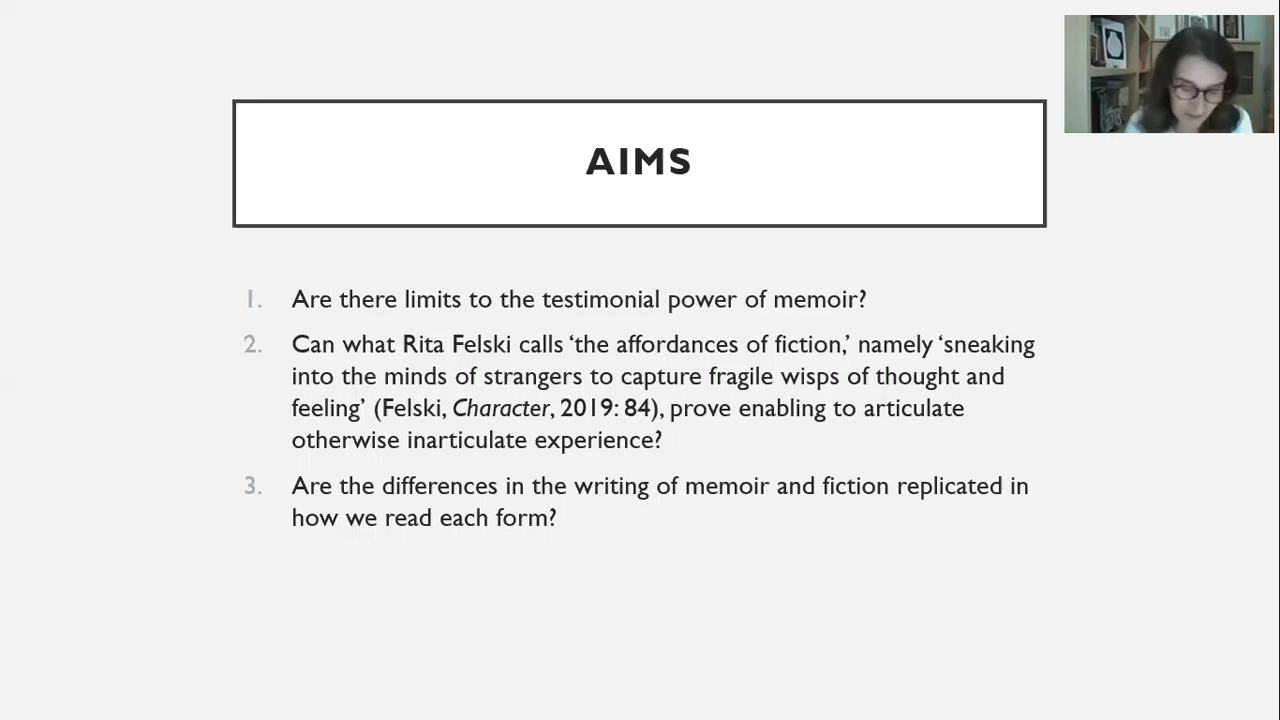 AIMS
1. Are there limits to the testimonial power of memoir?
2. Can what Rita Felski calls ‘the affordances of fiction,’ namely ‘sneaking
into the minds of strangers to capture fragile wisps of thought and
feeling’ (Felski, Character, 2019: 84), prove enabling to articulate
otherwise inarticulate experience?
3. Are the differences in the writing of memoir and fiction replicated in
how we read each form?